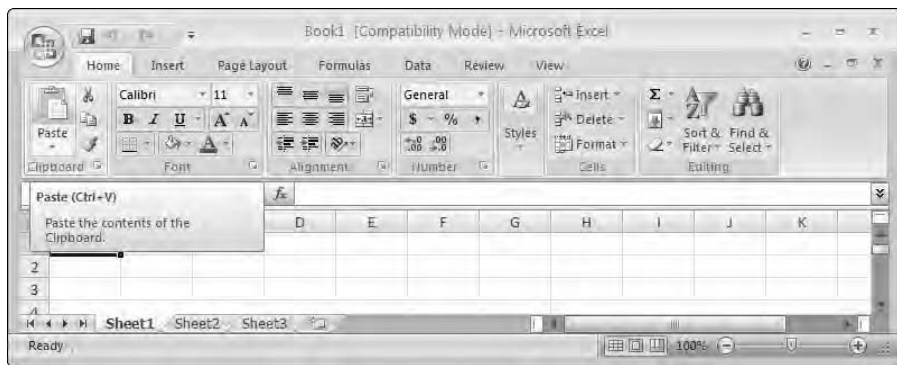 Book1 [Compatibility Mode] - Microsoft Excel
Home Insert Page Layout Formulas Data Review View
Calibri 11 General Insert
B I U A A $ % , Delete
Paste A Styles Format Sort & Filter Find & Select
Clipboard Font Alignment Number Cells Editing
Paste (Ctrl+V) fx
Paste the contents of the Clipboard.
D E F G H I J K
2
3
4
Sheet1 Sheet2 Sheet3
Ready 100%